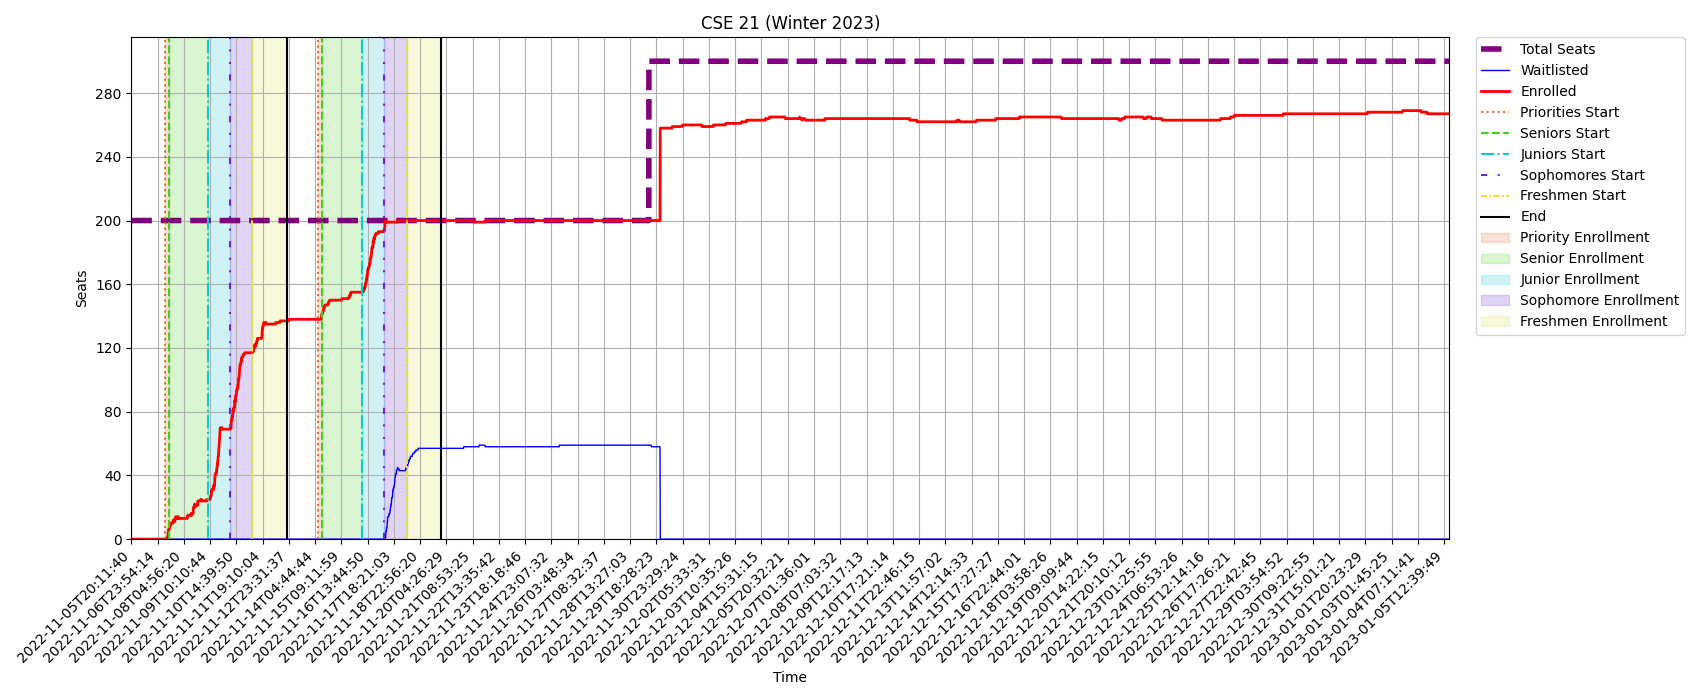 CSE 21 (Winter 2023)
Seats
280
240
200
160
120
80
40
0
2022-11-05T20:11:40
2022-11-06T23:54:14
2022-11-08T04:56:20
2022-11-09T10:10:44
2022-11-10T14:39:50
2022-11-11T19:10:04
2022-11-12T23:31:37
2022-11-14T04:44:44
2022-11-15T09:11:59
2022-11-16T13:44:50
2022-11-17T18:21:03
2022-11-18T22:56:20
2022-11-20T04:26:29
2022-11-21T08:53:25
2022-11-22T13:35:42
2022-11-23T18:18:46
2022-11-24T23:07:32
2022-11-26T03:48:34
2022-11-27T08:32:37
2022-11-28T13:27:03
2022-11-29T18:28:23
2022-11-30T23:29:24
2022-12-02T05:33:31
2022-12-03T10:35:26
2022-12-04T15:31:15
2022-12-05T20:32:21
2022-12-07T01:36:01
2022-12-08T07:03:32
2022-12-09T12:17:13
2022-12-10T17:21:14
2022-12-11T22:46:15
2022-12-13T11:57:02
2022-12-14T12:14:33
2022-12-15T17:27:27
2022-12-16T22:44:01
2022-12-18T03:58:26
2022-12-19T09:09:44
2022-12-20T14:22:15
2022-12-21T20:10:12
2022-12-23T01:25:55
2022-12-24T06:53:26
2022-12-25T12:14:16
2022-12-26T17:26:21
2022-12-27T22:42:45
2022-12-29T03:54:52
2022-12-30T09:22:55
2022-12-31T15:01:21
2023-01-01T20:23:29
2023-01-03T01:45:25
2023-01-04T07:11:41
2023-01-05T12:39:49
Time
Total Seats
Waitlisted
Enrolled
Priorities Start
Seniors Start
Juniors Start
Sophomores Start
Freshmen Start
End
Priority Enrollment
Senior Enrollment
Junior Enrollment
Sophomore Enrollment
Freshmen Enrollment